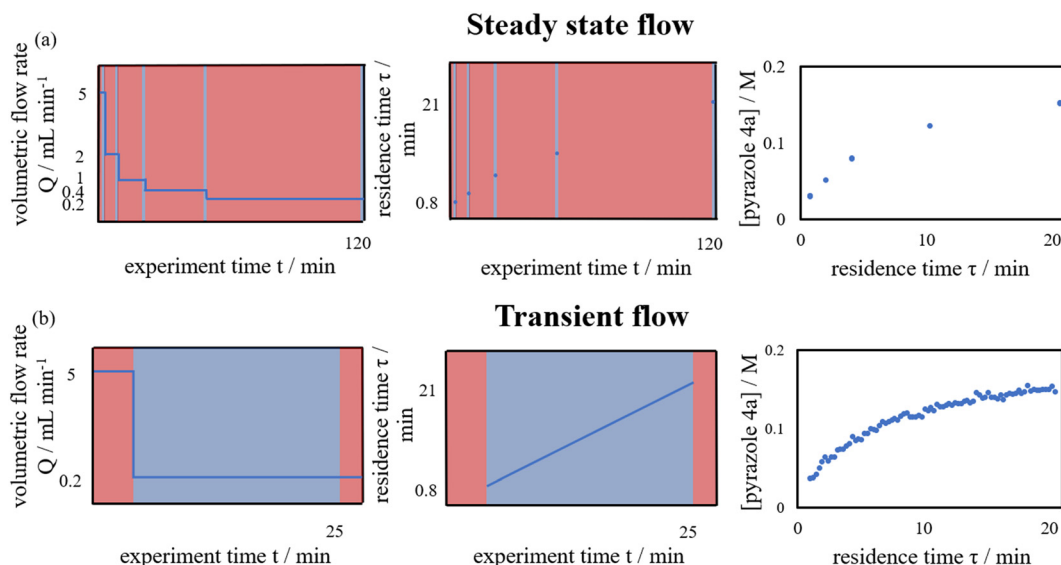 Steady state flow
(a)
volumetric flow rate
Q / mL min⁻¹
5
2
1
0.4
0.2
120
experiment time t / min
residence time τ /
min
21
0.8
120
experiment time t / min
[pyrazole 4a] / M
0.2
0.1
0
0
10
20
residence time τ / min
Transient flow
(b)
volumetric flow rate
Q / mL min⁻¹
5
0.2
25
experiment time t / min
residence time τ /
min
21
0.8
25
experiment time t / min
[pyrazole 4a] / M
0.2
0.1
0
0
10
20
residence time τ / min